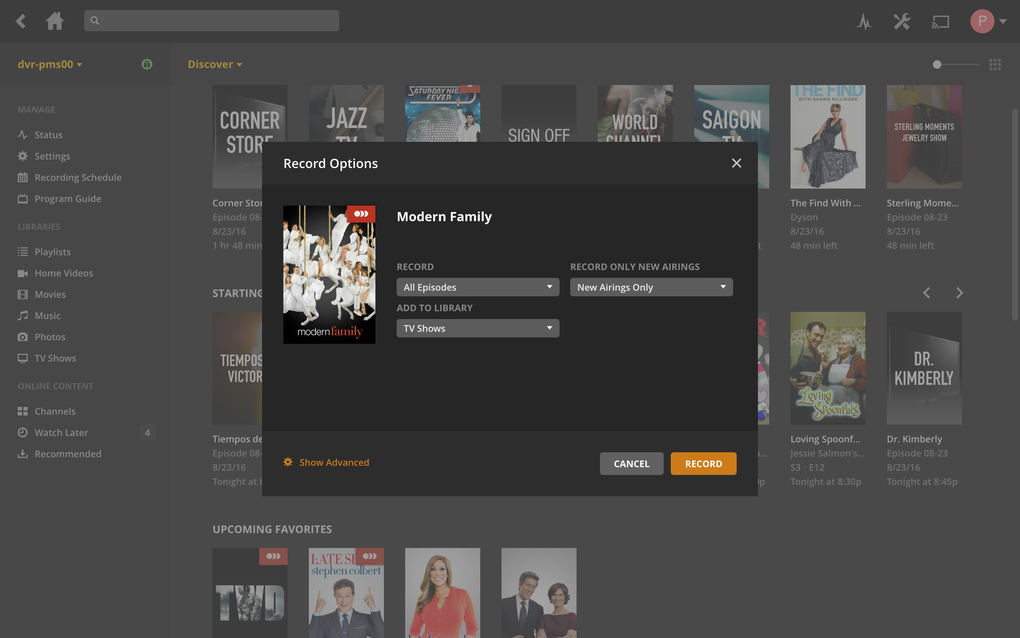 P
dvr-pms00
Discover
MANAGE
Status
Settings
Recording Schedule
Program Guide
LIBRARIES
Playlists
Home Videos
Movies
Music
Photos
TV Shows
ONLINE CONTENT
Channels
Watch Later
4
Recommended
CORNER
STORE
JAZZ
TV
SATURDAY NIGHT
FEVER
SIGN OFF
WORLD
CHANNEL
SAIGON
TV
THE FIND
WITH SHAWN KILLINGER
STERLING MOMENTS
JEWELRY SHOW
Corner Stor
Episode 08-
8/23/16
1 hr 48 min
The Find With ...
Dyson
8/23/16
48 min left
Sterling Mome...
Episode 08-23
8/23/16
48 min left
Record Options
Modern Family
modern family
RECORD
All Episodes
RECORD ONLY NEW AIRINGS
New Airings Only
ADD TO LIBRARY
TV Shows
Show Advanced
CANCEL
RECORD
STARTING
TIEMPOS
VICTOR
Loving
Spoonfuls
DR.
KIMBERLY
Tiempos de
Episode 08-
8/23/16
Tonight at 8
Loving Spoonf...
Jessie Salmon's...
S3 · E12
Tonight at 8:30p
Dr. Kimberly
Episode 08-23
8/23/16
Tonight at 8:45p
UPCOMING FAVORITES
TWD
LATE S
stephen colbert